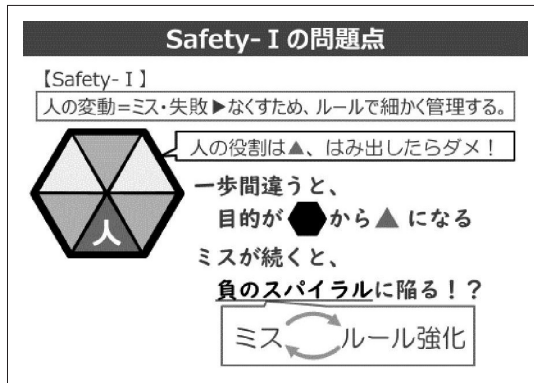 Safety-Ⅰの問題点
【Safety-Ⅰ】
人の変動=ミス・失敗▶なくすため、ルールで細かく管理する。
人の役割は▲、はみ出したらダメ!
人
一歩間違うと、
目的が⬢から▲になる
ミスが続くと、
負のスパイラルに陥る!?
ミス ルール強化